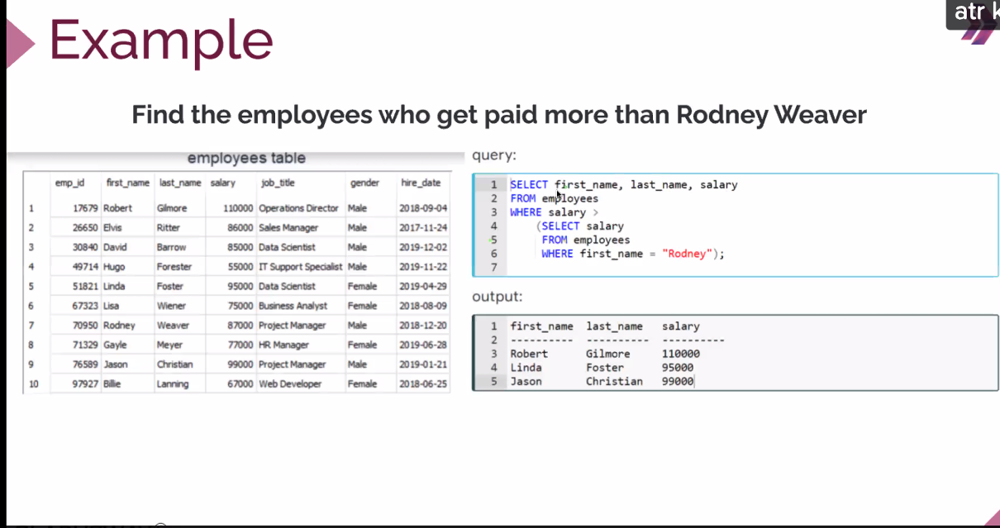 atr k
Example
Find the employees who get paid more than Rodney Weaver
employees table
emp_id first_name last_name salary job_title gender hire_date
1 17679 Robert Gilmore 110000 Operations Director Male 2018-09-04
2 26650 Elvis Ritter 86000 Sales Manager Male 2017-11-24
3 30840 David Barrow 85000 Data Scientist Male 2019-12-02
4 49714 Hugo Forester 55000 IT Support Specialist Male 2019-11-22
5 51821 Linda Foster 95000 Data Scientist Female 2019-04-29
6 67323 Lisa Wiener 75000 Business Analyst Female 2018-08-09
7 70950 Rodney Weaver 87000 Project Manager Male 2018-12-20
8 71329 Gayle Meyer 77000 HR Manager Female 2019-06-28
9 76589 Jason Christian 99000 Project Manager Male 2019-01-21
10 97927 Billie Lanning 67000 Web Developer Female 2018-06-25
query:
1 SELECT first_name, last_name, salary
2 FROM employees
3 WHERE salary >
4 (SELECT salary
5 FROM employees
6 WHERE first_name = "Rodney");
7
output:
1 first_name last_name salary
2 ---------- ---------- ----------
3 Robert Gilmore 110000
4 Linda Foster 95000
5 Jason Christian 99000